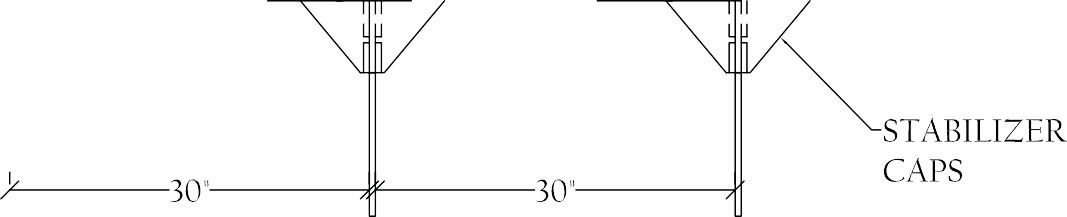 STABILIZER
CAPS
30" 30"